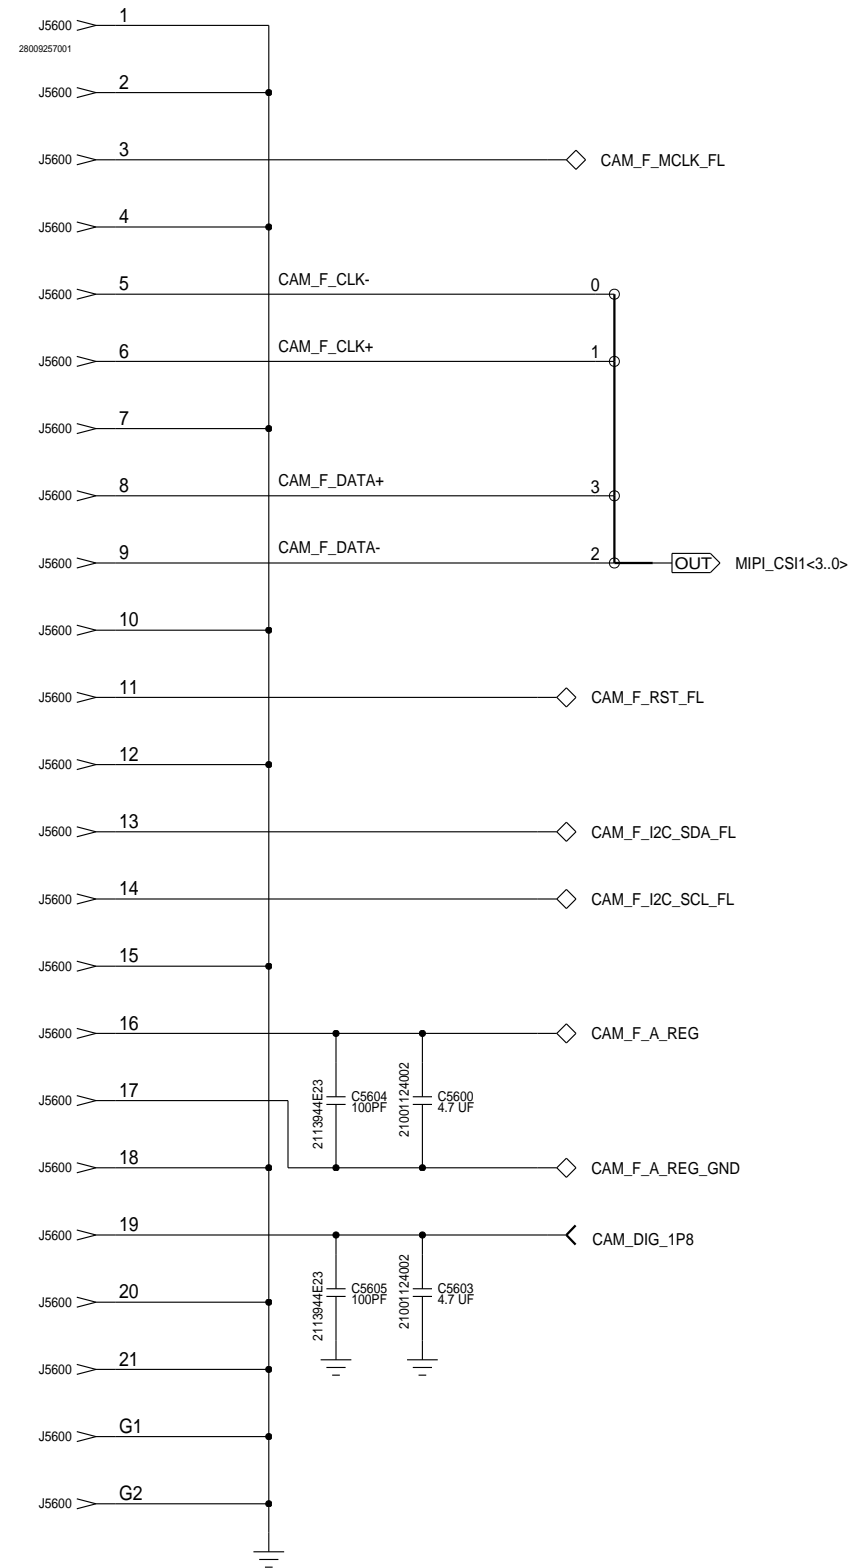 J5600 1
28009257001
J5600 2
J5600 3 CAM_F_MCLK_FL
J5600 4
J5600 5 CAM_F_CLK- 0
J5600 6 CAM_F_CLK+ 1
J5600 7
J5600 8 CAM_F_DATA+ 3
J5600 9 CAM_F_DATA- 2 OUT MIPI_CSI1<3..0>
J5600 10
J5600 11 CAM_F_RST_FL
J5600 12
J5600 13 CAM_F_I2C_SDA_FL
J5600 14 CAM_F_I2C_SCL_FL
J5600 15
J5600 16 CAM_F_A_REG
2113944E23
C5604
100PF
21001124002
C5600
4.7 UF
J5600 17
J5600 18 CAM_F_A_REG_GND
J5600 19 CAM_DIG_1P8
2113944E23
C5605
100PF
21001124002
C5603
4.7 UF
J5600 20
J5600 21
J5600 G1
J5600 G2